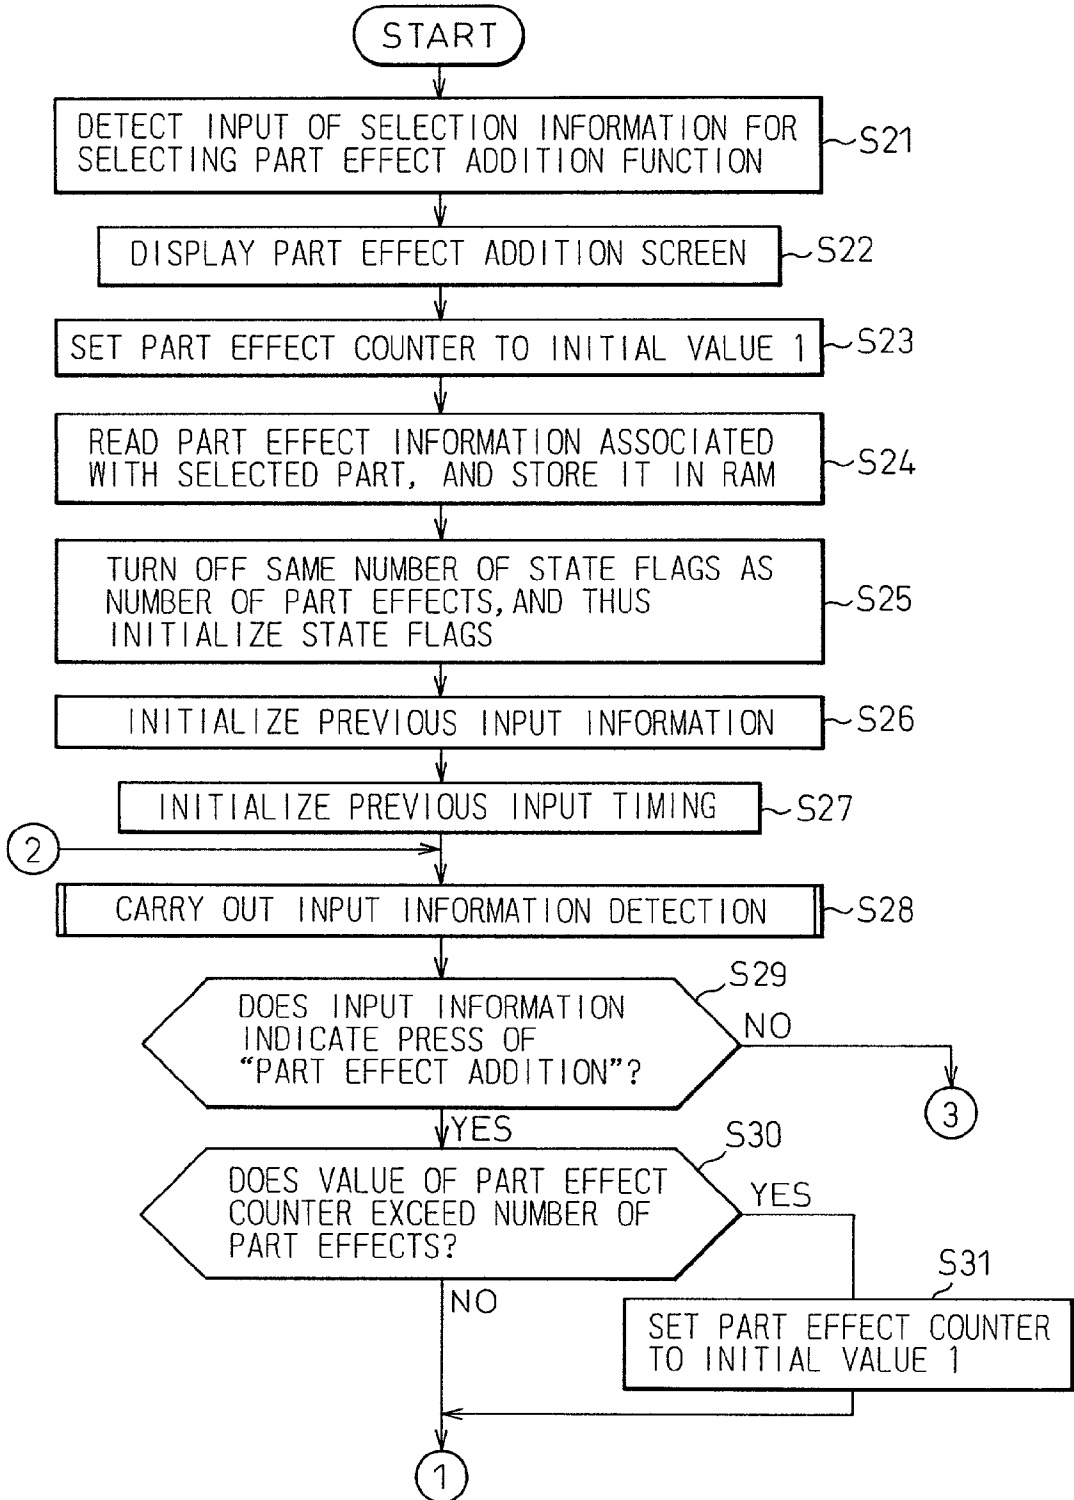 START
DETECT INPUT OF SELECTION INFORMATION FOR
SELECTING PART EFFECT ADDITION FUNCTION
S21
DISPLAY PART EFFECT ADDITION SCREEN
S22
SET PART EFFECT COUNTER TO INITIAL VALUE 1
S23
READ PART EFFECT INFORMATION ASSOCIATED
WITH SELECTED PART, AND STORE IT IN RAM
S24
TURN OFF SAME NUMBER OF STATE FLAGS AS
NUMBER OF PART EFFECTS, AND THUS
INITIALIZE STATE FLAGS
S25
INITIALIZE PREVIOUS INPUT INFORMATION
S26
INITIALIZE PREVIOUS INPUT TIMING
S27
2
CARRY OUT INPUT INFORMATION DETECTION
S28
S29
DOES INPUT INFORMATION
INDICATE PRESS OF
“PART EFFECT ADDITION”?
NO
3
YES
S30
DOES VALUE OF PART EFFECT
COUNTER EXCEED NUMBER OF
PART EFFECTS?
YES
NO
S31
SET PART EFFECT COUNTER
TO INITIAL VALUE 1
1